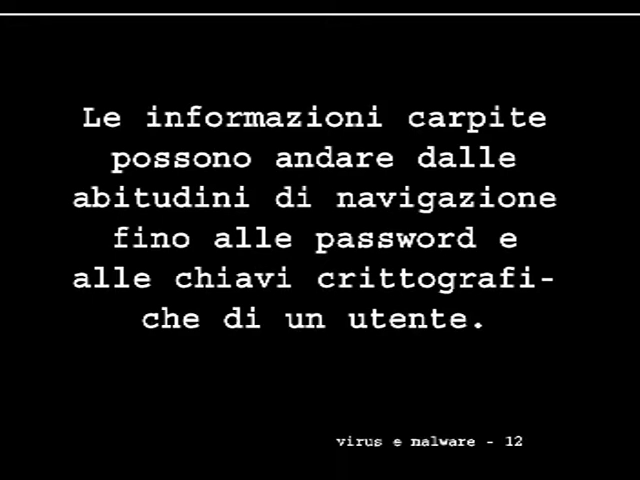 Le informazioni carpite
possono andare dalle
abitudini di navigazione
fino alle password e
alle chiavi crittografi-
che di un utente.
virus e malware - 12